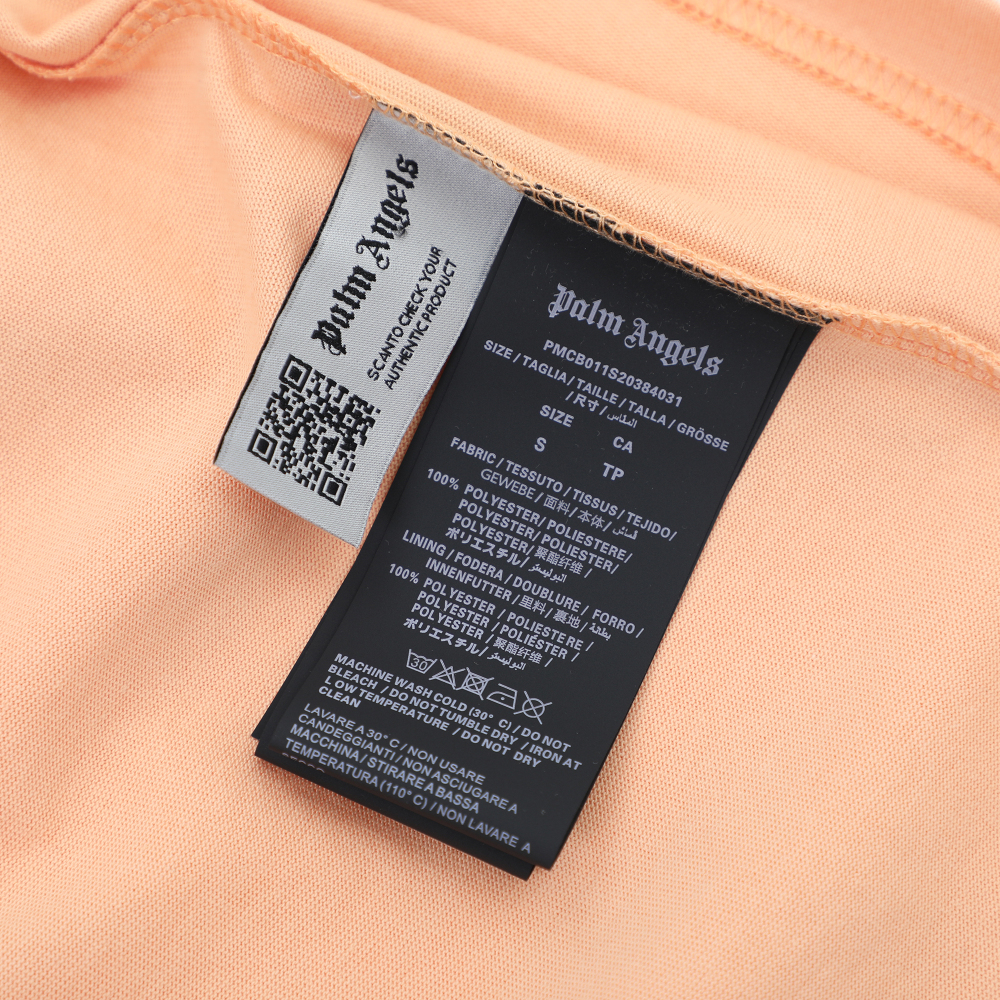 Palm Angels
SCAN TO CHECK YOUR
AUTHENTIC PRODUCT
Palm Angels
PMCB011S20384031
SIZE / TAGLIA / TAILLE / TALLA / GRÖSSE
/ 尺寸 / المقاس
SIZE CA
S TP
FABRIC / TESSUTO / TISSUS / TEJIDO/
GEWEBE / 面料 / 本体 / القماش
100% POLYESTER/ POLIESTERE/
POLYESTER / POLIÉSTER/
POLYESTER/ 聚酯纤维 /
ポリエステル/ البوليستر
LINING / FODERA / DOUBLURE / FORRO /
INNENFUTTER / 里料 / 裏地 / بطانة
100% POLYESTER / POLIESTERE /
POLYESTER / POLIÉSTER /
POLYESTER / 聚酯纤维 /
ポリエステル/ البوليستر
30
MACHINE WASH COLD (30° C) / DO NOT
BLEACH / DO NOT TUMBLE DRY / IRON AT
LOW TEMPERATURE / DO NOT DRY
CLEAN
LAVARE A 30° C / NON USARE
CANDEGGIANTI / NON ASCIUGARE A
MACCHINA / STIRARE A BASSA
TEMPERATURA (110° C) / NON LAVARE A